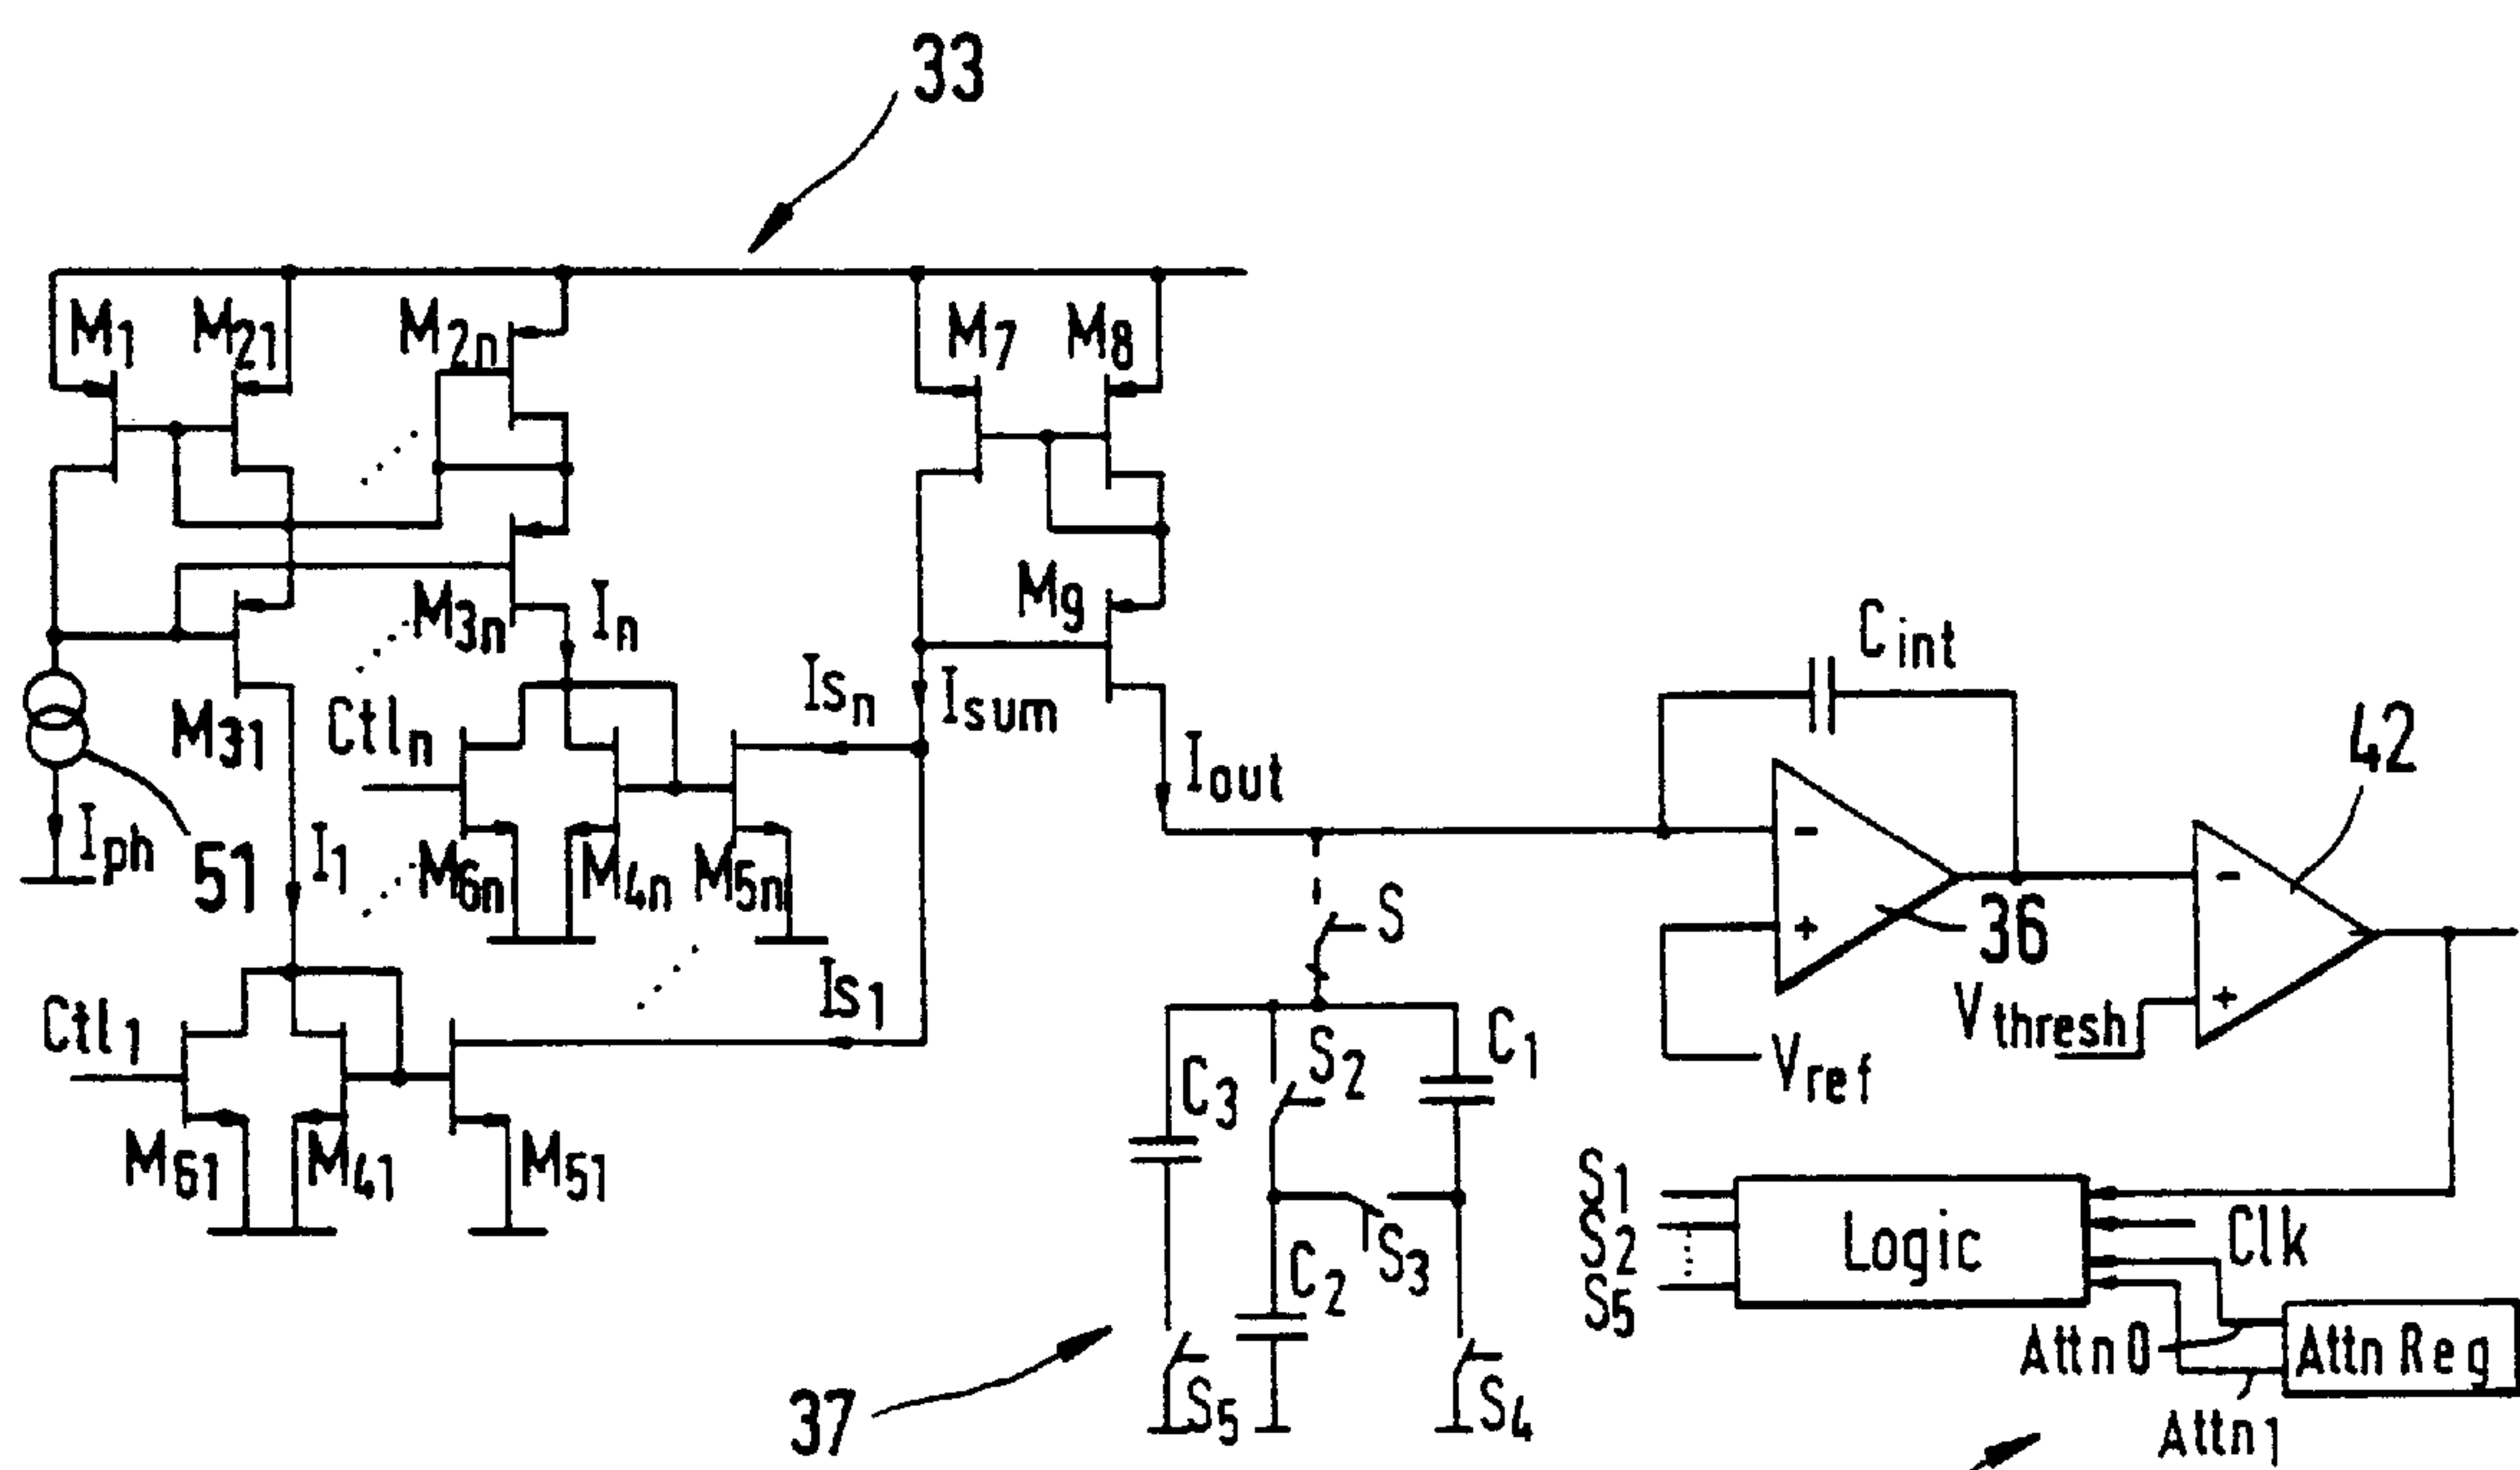 33
M1 M21 M2n M7 M8
M3n In M9
Cint
M31 Ctln Isn Isum
Iout
42
Iph 51 I1 M6n M4n M5n
S
- + 36 - +
Ctl1 Is1
Vthresh
Vref
S2 C1 C3
M61 M41 M51
S3 C2
S1
S2
S5
Logic Clk
Attn0 Attn Reg
Attn1
37 S5 S4